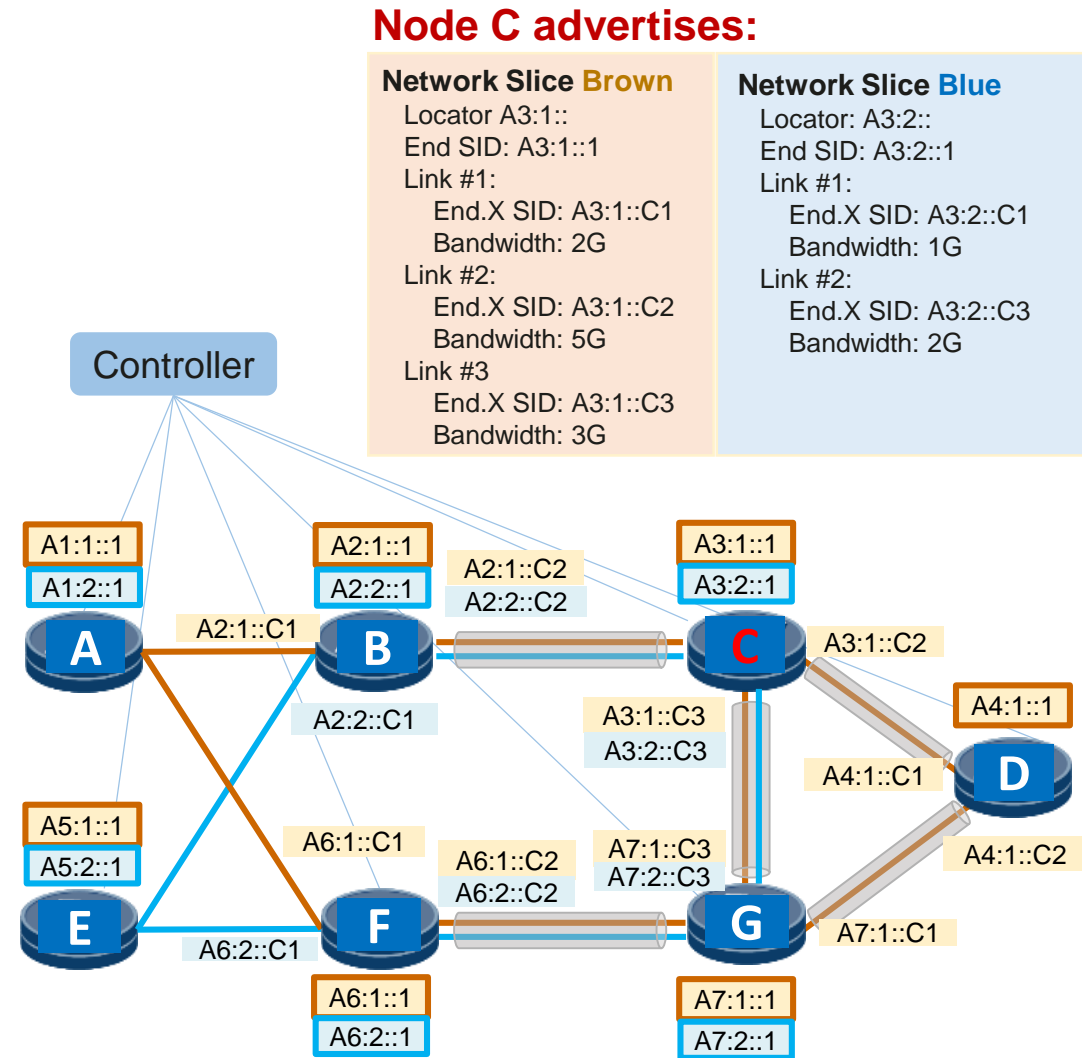 Node C advertises:
Network Slice Brown
Locator A3:1::
End SID: A3:1::1
Link #1:
End.X SID: A3:1::C1
Bandwidth: 2G
Link #2:
End.X SID: A3:1::C2
Bandwidth: 5G
Link #3
End.X SID: A3:1::C3
Bandwidth: 3G
Network Slice Blue
Locator: A3:2::
End SID: A3:2::1
Link #1:
End.X SID: A3:2::C1
Bandwidth: 1G
Link #2:
End.X SID: A3:2::C3
Bandwidth: 2G
Controller
A1:1::1
A1:2::1
A2:1::1
A2:2::1
A2:1::C2
A2:2::C2
A3:1::1
A3:2::1
A
A2:1::C1
B
C
A3:1::C2
A2:2::C1
A3:1::C3
A3:2::C3
A4:1::1
A4:1::C1
D
A5:1::1
A5:2::1
A6:1::C1
A6:1::C2
A6:2::C2
A7:1::C3
A7:2::C3
A4:1::C2
E
A6:2::C1
F
G
A7:1::C1
A6:1::1
A6:2::1
A7:1::1
A7:2::1